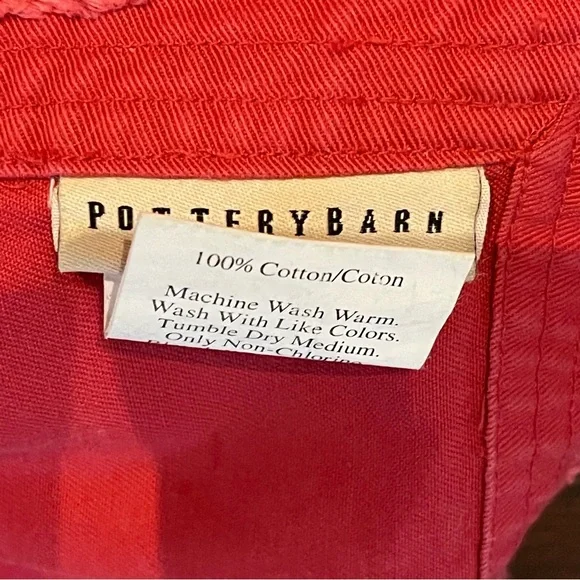 POTTERYBARN
100% Cotton/Coton
Machine Wash Warm.
Wash With Like Colors.
Tumble Dry Medium.
Only Non-Chlorine